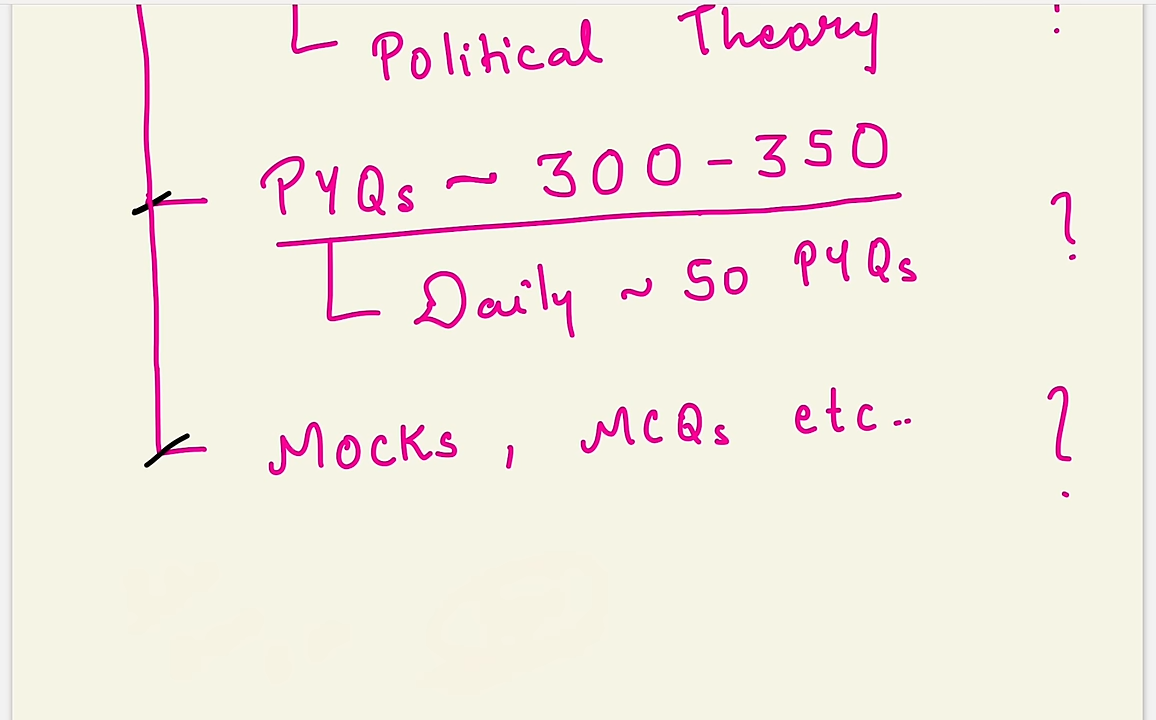 Political Theory ?
PYQs ~ 300 - 350
Daily ~ 50 PYQs ?
Mocks, MCQs etc.. ?